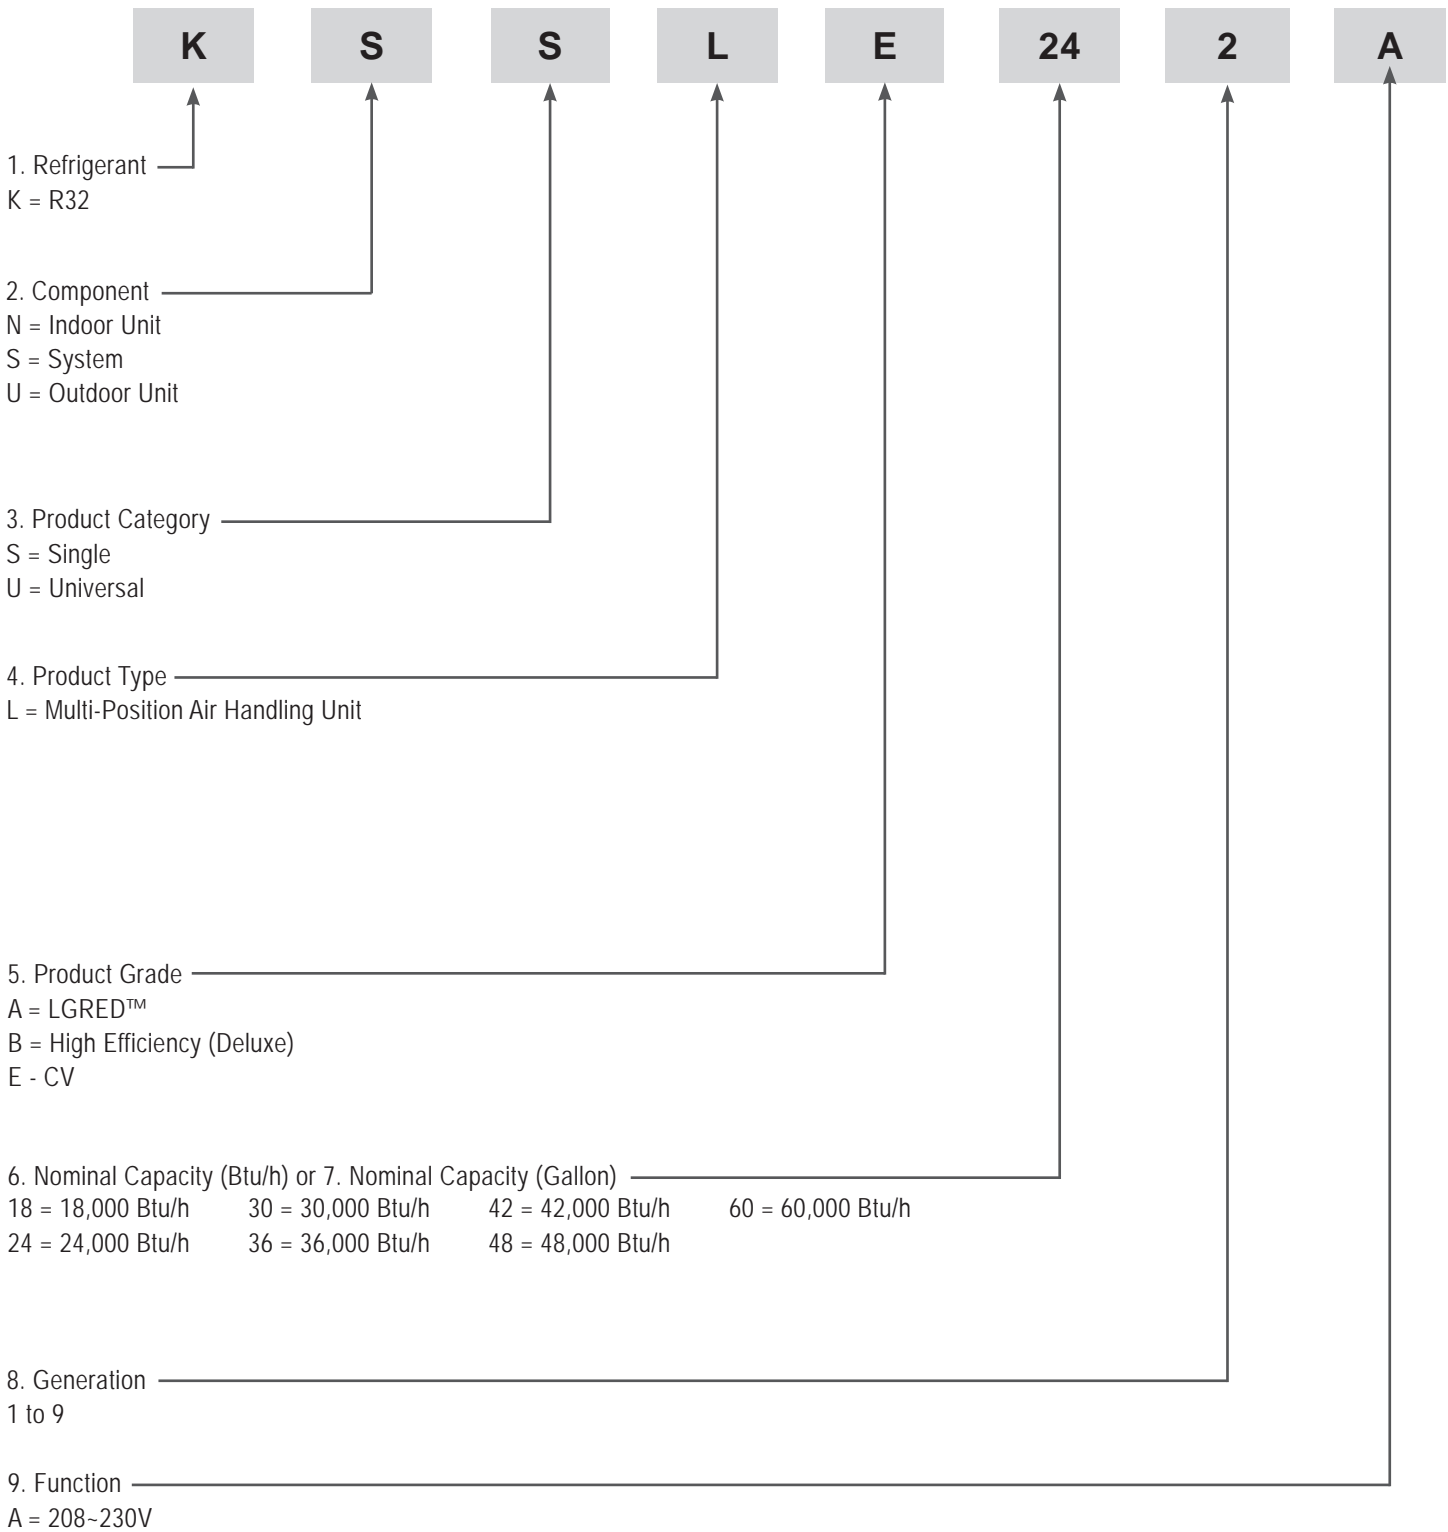 K S S L E 24 2 A
1. Refrigerant
K = R32
2. Component
N = Indoor Unit
S = System
U = Outdoor Unit
3. Product Category
S = Single
U = Universal
4. Product Type
L = Multi-Position Air Handling Unit
5. Product Grade
A = LGRED™
B = High Efficiency (Deluxe)
E - CV
6. Nominal Capacity (Btu/h) or 7. Nominal Capacity (Gallon)
18 = 18,000 Btu/h 30 = 30,000 Btu/h 42 = 42,000 Btu/h 60 = 60,000 Btu/h
24 = 24,000 Btu/h 36 = 36,000 Btu/h 48 = 48,000 Btu/h
8. Generation
1 to 9
9. Function
A = 208~230V